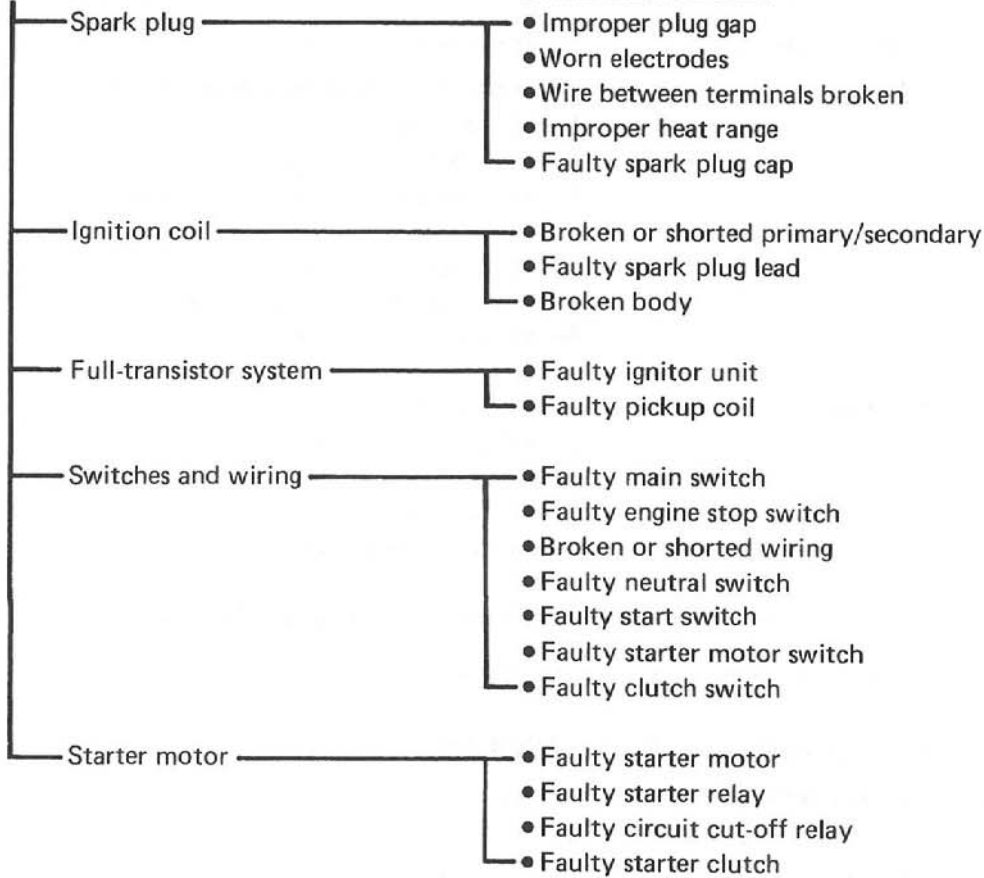 Spark plug
• Improper plug gap
• Worn electrodes
• Wire between terminals broken
• Improper heat range
• Faulty spark plug cap
Ignition coil
• Broken or shorted primary/secondary
• Faulty spark plug lead
• Broken body
Full-transistor system
• Faulty ignitor unit
• Faulty pickup coil
Switches and wiring
• Faulty main switch
• Faulty engine stop switch
• Broken or shorted wiring
• Faulty neutral switch
• Faulty start switch
• Faulty starter motor switch
• Faulty clutch switch
Starter motor
• Faulty starter motor
• Faulty starter relay
• Faulty circuit cut-off relay
• Faulty starter clutch